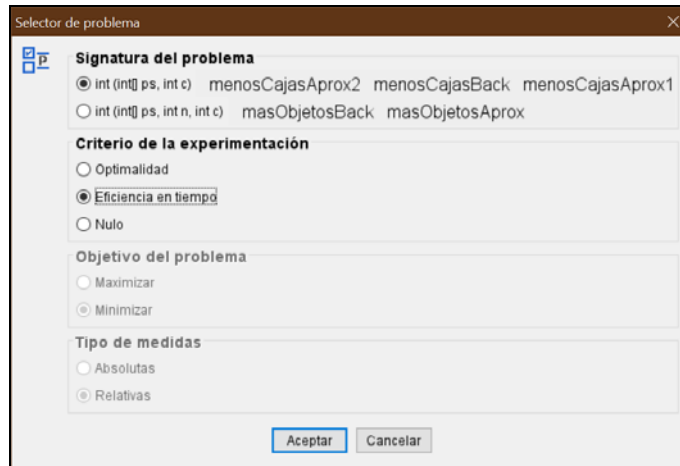 Selector de problema
P
Signatura del problema
int (int[] ps, int c) menosCajasAprox2 menosCajasBack menosCajasAprox1
int (int[] ps, int n, int c) masObjetosBack masObjetosAprox
Criterio de la experimentación
Optimalidad
Eficiencia en tiempo
Nulo
Objetivo del problema
Maximizar
Minimizar
Tipo de medidas
Absolutas
Relativas
Aceptar Cancelar